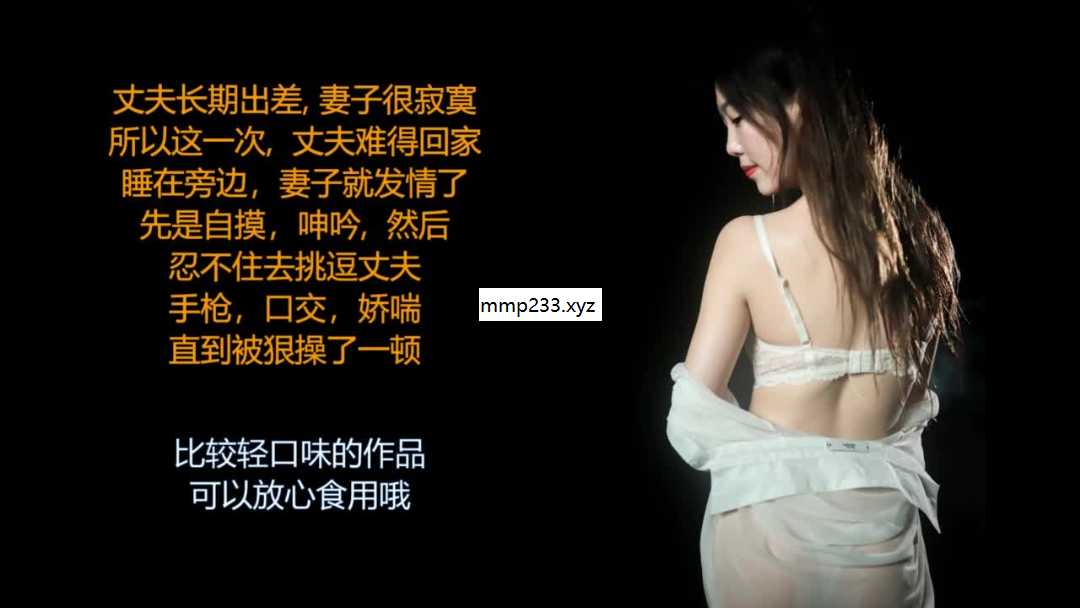 丈夫长期出差, 妻子很寂寞
所以这一次，丈夫难得回家
睡在旁边，妻子就发情了
先是自摸，呻吟，然后
忍不住去挑逗丈夫
手枪，口交，娇喘
直到被狠操了一顿
mmp233.xyz
比较轻口味的作品
可以放心食用哦